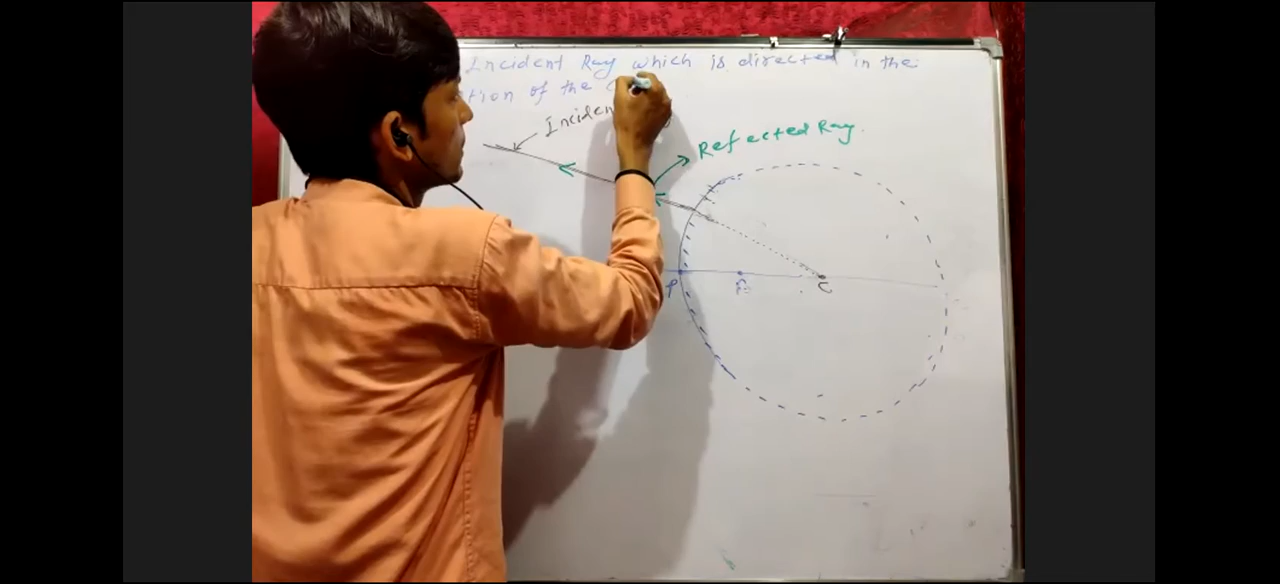 Incident Ray which is directed in the
tion of the
Inciden
Reflected Ray.
P
F
C